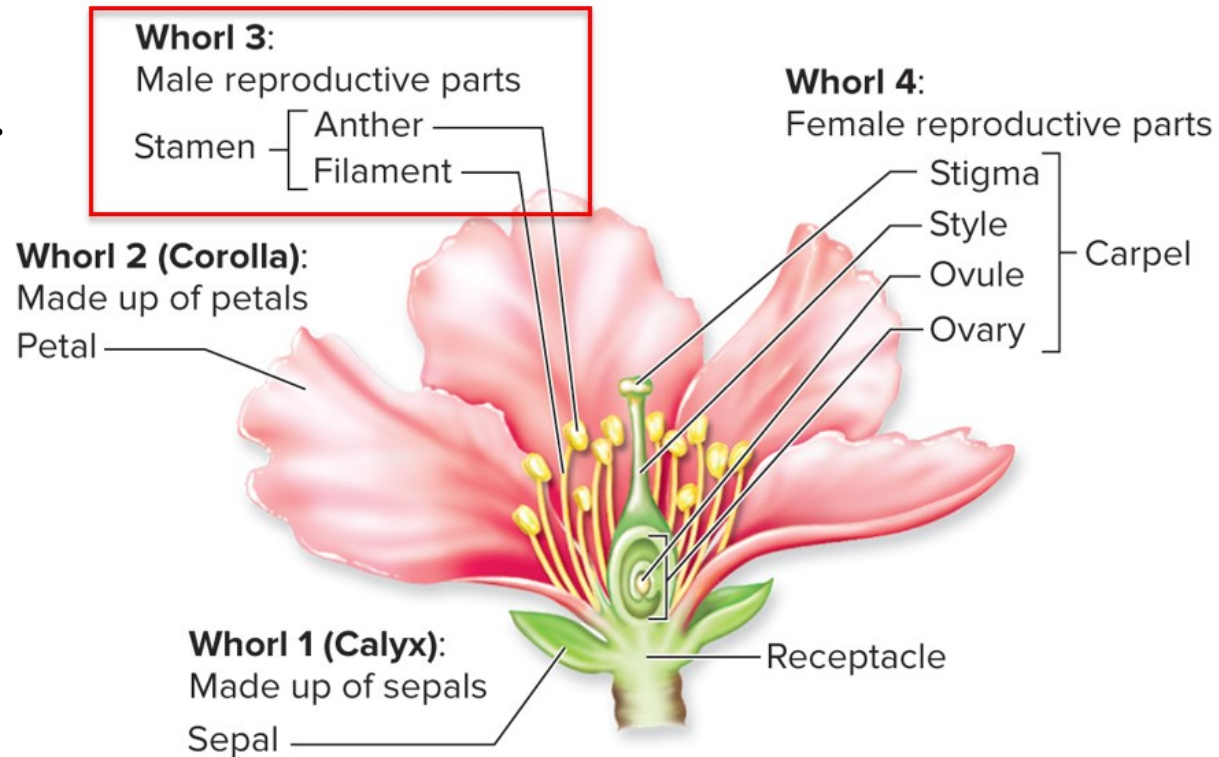 Whorl 3:
Male reproductive parts
Stamen
Anther
Filament
Whorl 4:
Female reproductive parts
Stigma
Style
Ovule
Ovary
Carpel
Whorl 2 (Corolla):
Made up of petals
Petal
Whorl 1 (Calyx):
Made up of sepals
Sepal
Receptacle